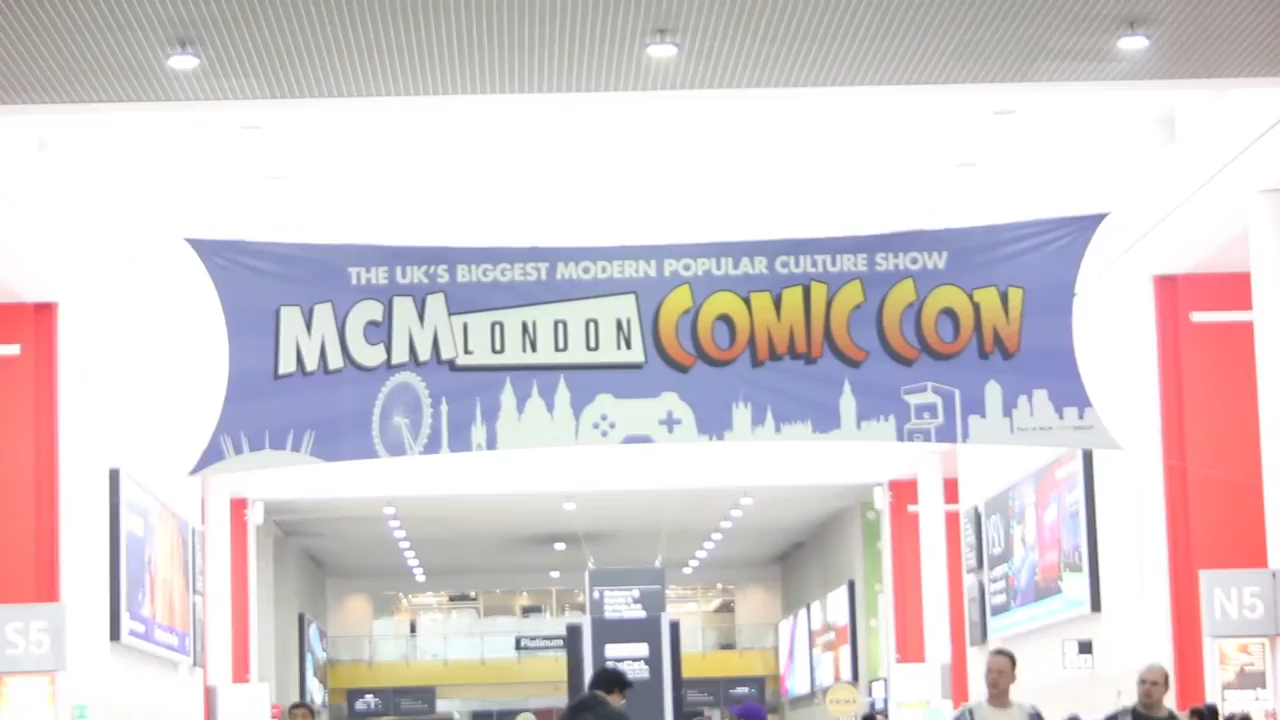 THE UK'S BIGGEST MODERN POPULAR CULTURE SHOW
MCM LONDON COMIC CON
S5
N5
Platinum